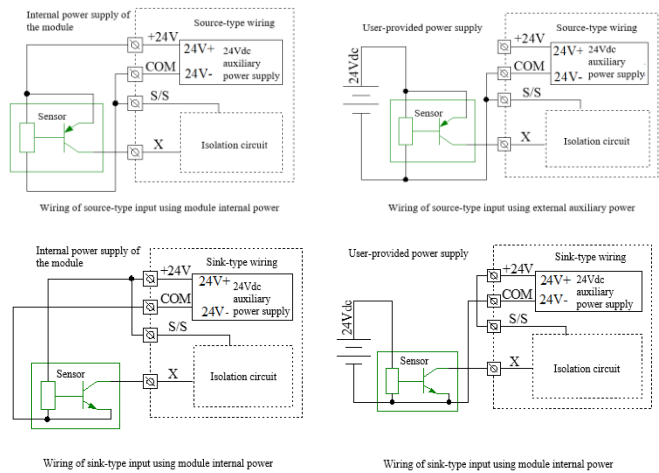 Internal power supply of
the module
Source-type wiring
+24V
24V+ 24Vdc
auxiliary
COM
24V- power supply
S/S
Sensor
X
Isolation circuit
Wiring of source-type input using module internal power
User-provided power supply
Source-type wiring
24Vdc
+24V
24V+ 24Vdc
auxiliary
COM
24V- power supply
S/S
Sensor
X
Isolation circuit
Wiring of source-type input using external auxiliary power
Internal power supply of
the module
Sink-type wiring
+24V
24V+ 24Vdc
auxiliary
COM
24V- power supply
S/S
Sensor
X
Isolation circuit
Wiring of sink-type input using module internal power
User-provided power supply
Sink-type wiring
24Vdc
+24V
24V+ 24Vdc
auxiliary
COM
24V- power supply
S/S
Sensor
X
Isolation circuit
Wiring of sink-type input using module internal power